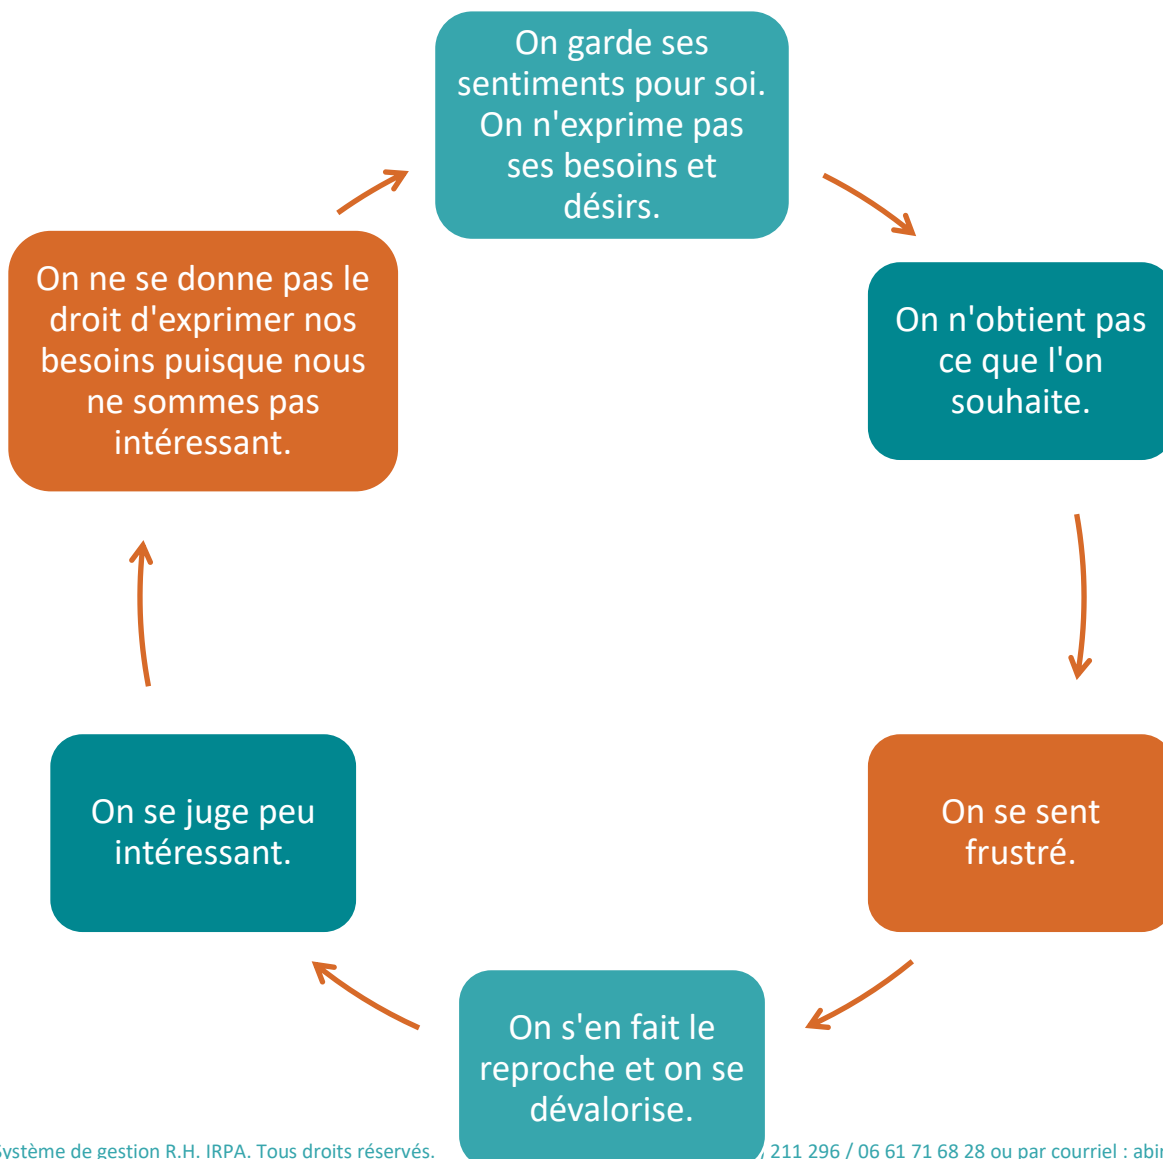 On garde ses
sentiments pour soi.
On n'exprime pas
ses besoins et
désirs.
On n'obtient pas
ce que l'on
souhaite.
On se sent
frustré.
On s'en fait le
reproche et on se
dévalorise.
On se juge peu
intéressant.
On ne se donne pas le
droit d'exprimer nos
besoins puisque nous
ne sommes pas
intéressant.
Système de gestion R.H. IRPA. Tous droits réservés.
211 296 / 06 61 71 68 28 ou par courriel :